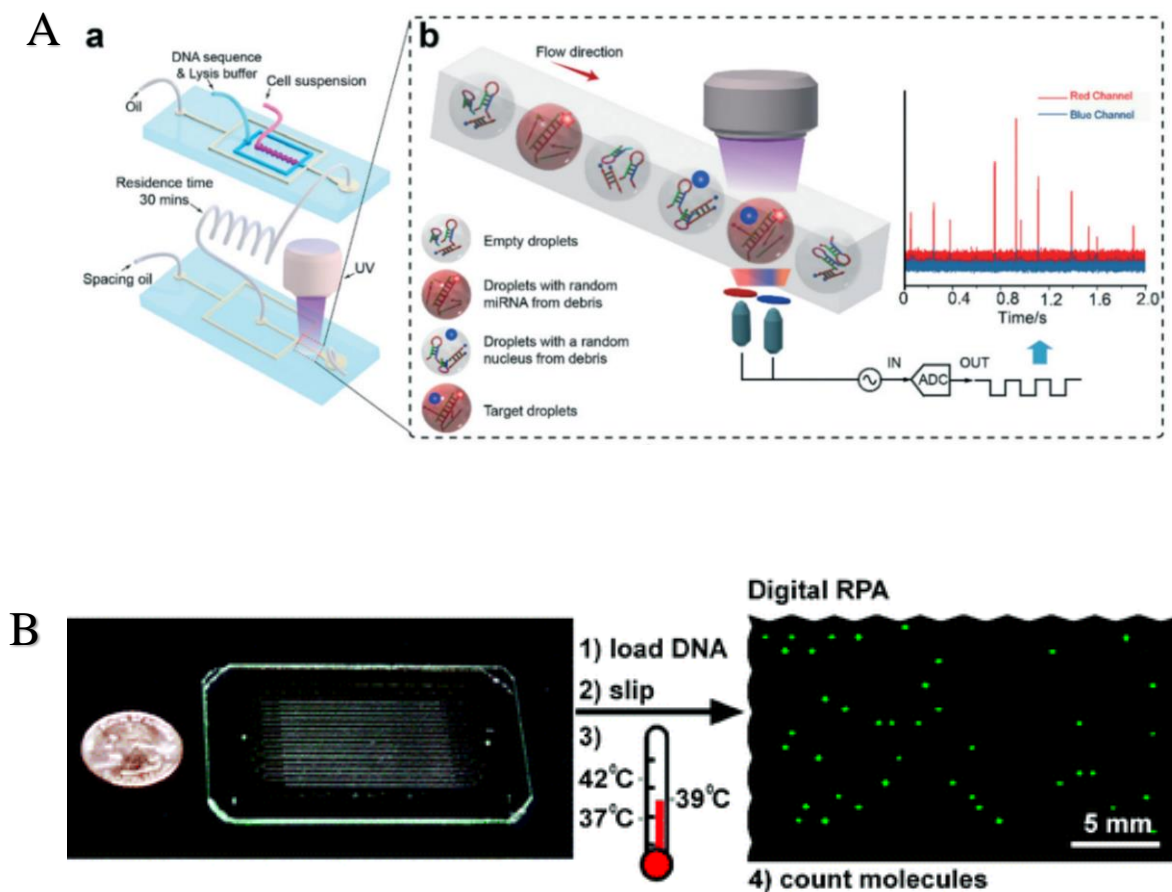 A
a
DNA sequence
& Lysis buffer
Cell suspension
Oil
Residence time
30 mins
Spacing oil
UV
b
Flow direction
Empty droplets
Droplets with random
miRNA from debris
Droplets with a random
nucleus from debris
Target droplets
Red Channel
Blue Channel
0 0.4 0.8 1.2 1.6 2.0
Time/s
IN
ADC
OUT
B
1) load DNA
2) slip
3)
42°C
37°C
39°C
Digital RPA
5 mm
4) count molecules